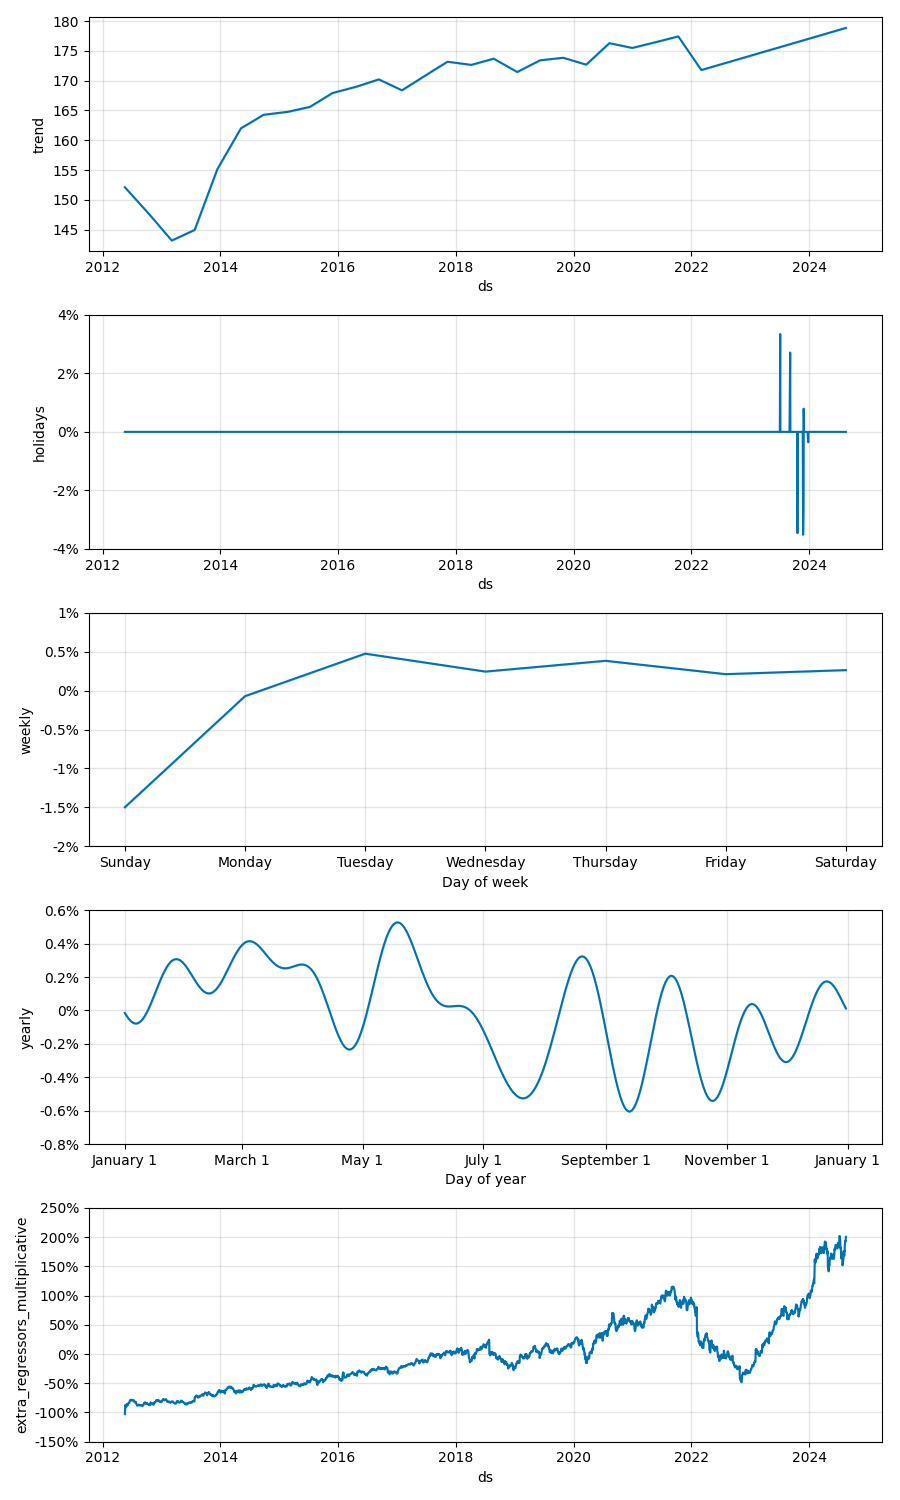 180
175
170
165
160
155
150
145
trend
2012 2014 2016 2018 2020 2022 2024
ds
4%
2%
0%
-2%
-4%
holidays
2012 2014 2016 2018 2020 2022 2024
ds
1%
0.5%
0%
-0.5%
-1%
-1.5%
-2%
weekly
Sunday Monday Tuesday Wednesday Thursday Friday Saturday
Day of week
0.6%
0.4%
0.2%
0%
-0.2%
-0.4%
-0.6%
-0.8%
yearly
January 1 March 1 May 1 July 1 September 1 November 1 January 1
Day of year
250%
200%
150%
100%
50%
0%
-50%
-100%
-150%
extra_regressors_multiplicative
2012 2014 2016 2018 2020 2022 2024
ds